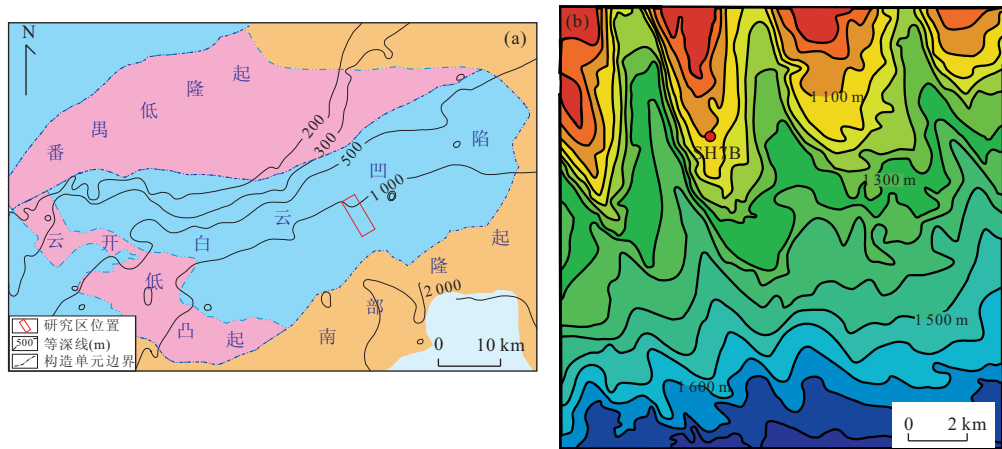 N
(a)
番禺低隆起
200
300
500
1 000
2 000
白云凹陷
云开低凸起
南部隆起
研究区位置
500 等深线(m)
构造单元边界
0 10 km
(b)
1 100 m
SH7B
1 300 m
1 500 m
1 600 m
0 2 km